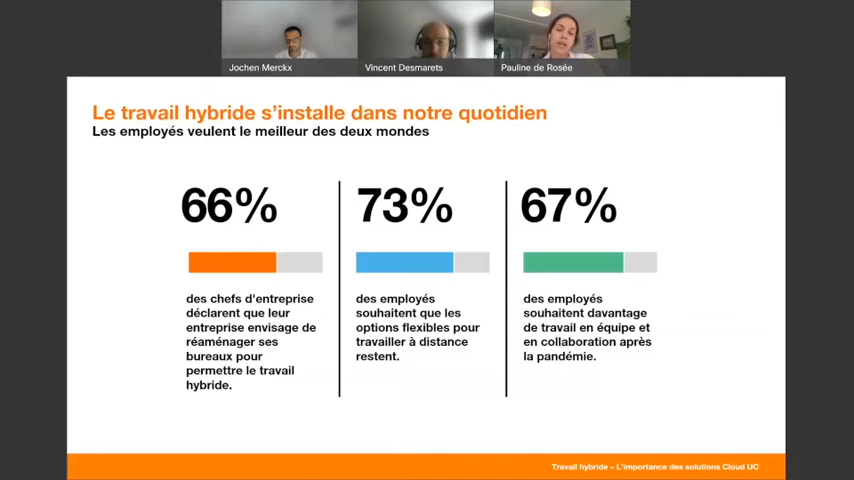 Jochen Merckx
Vincent Desmarets
Pauline de Rosée
Le travail hybride s'installe dans notre quotidien
Les employés veulent le meilleur des deux mondes
66%
des chefs d'entreprise
déclarent que leur
entreprise envisage de
réaménager ses
bureaux pour
permettre le travail
hybride.
73%
des employés
souhaitent que les
options flexibles pour
travailler à distance
restent.
67%
des employés
souhaitent davantage
de travail en équipe et
en collaboration après
la pandémie.
Travail hybride – L'importance des solutions Cloud UC